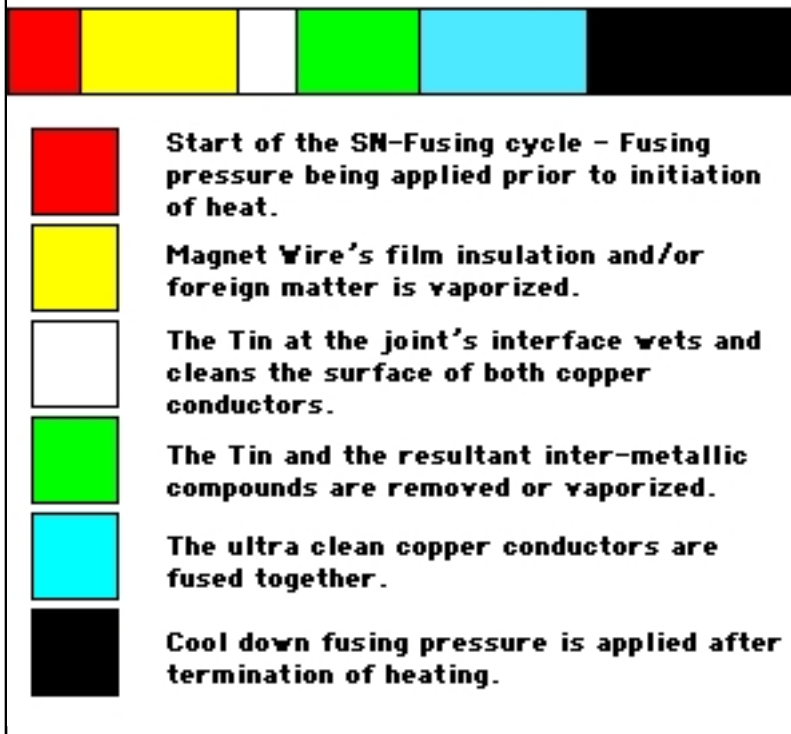 Start of the SN-Fusing cycle - Fusing
pressure being applied prior to initiation
of heat.
Magnet Wire's film insulation and/or
foreign matter is vaporized.
The Tin at the joint's interface wets and
cleans the surface of both copper
conductors.
The Tin and the resultant inter-metallic
compounds are removed or vaporized.
The ultra clean copper conductors are
fused together.
Cool down fusing pressure is applied after
termination of heating.